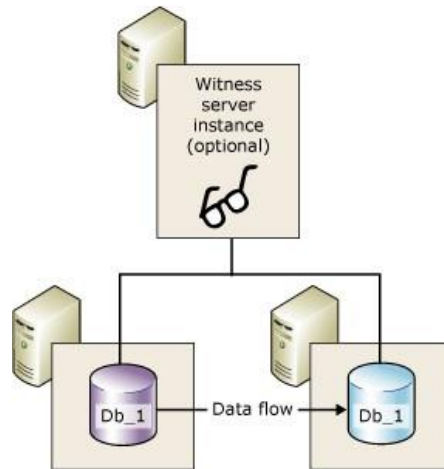 Witness
server
instance
(optional)
Db_1
Data flow
Db_1